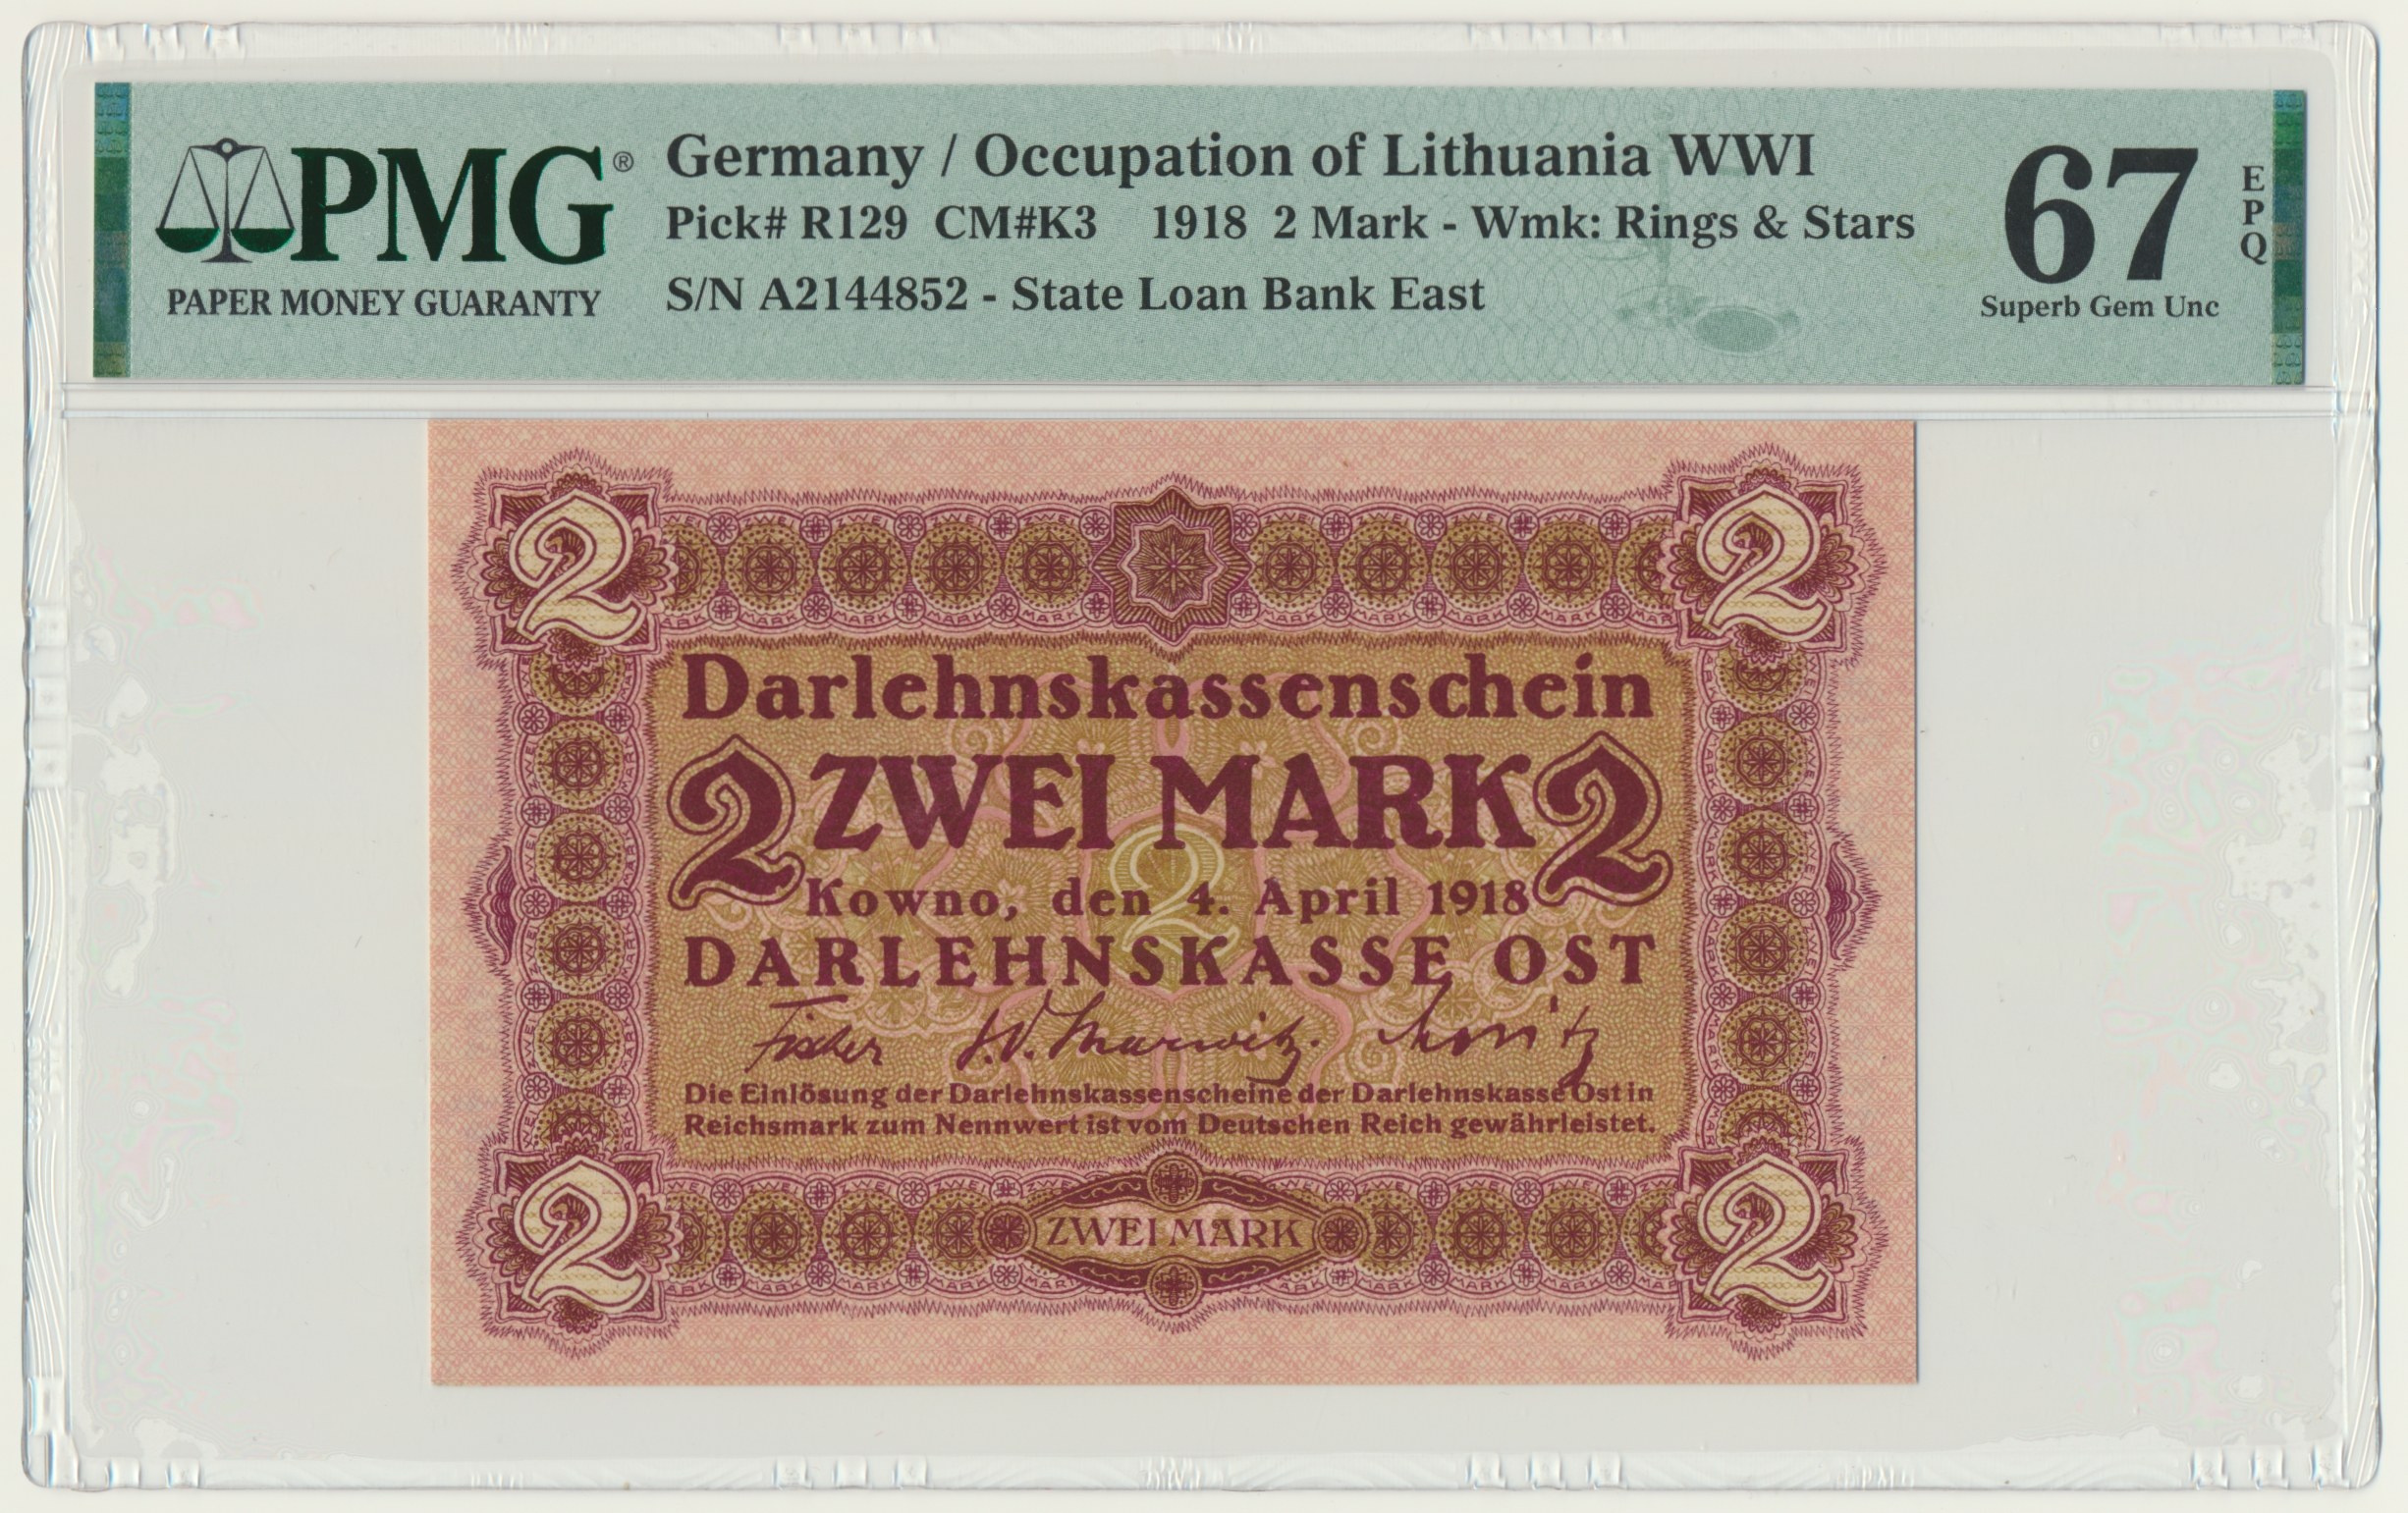 PMG®
PAPER MONEY GUARANTY
Germany / Occupation of Lithuania WWI
Pick# R129 CM#K3 1918 2 Mark - Wmk: Rings & Stars
S/N A2144852 - State Loan Bank East
67
EPQ
Superb Gem Unc
2 2
Darlehnskassenschein
2 ZWEI MARK 2
2
Kowno, den 4. April 1918
DARLEHNSKASSE OST
Fischer
Die Einlösung der Darlehnskassenscheine der Darlehnskasse Ost in
Reichsmark zum Nennwert ist vom Deutschen Reich gewährleistet.
2 ZWEI MARK 2